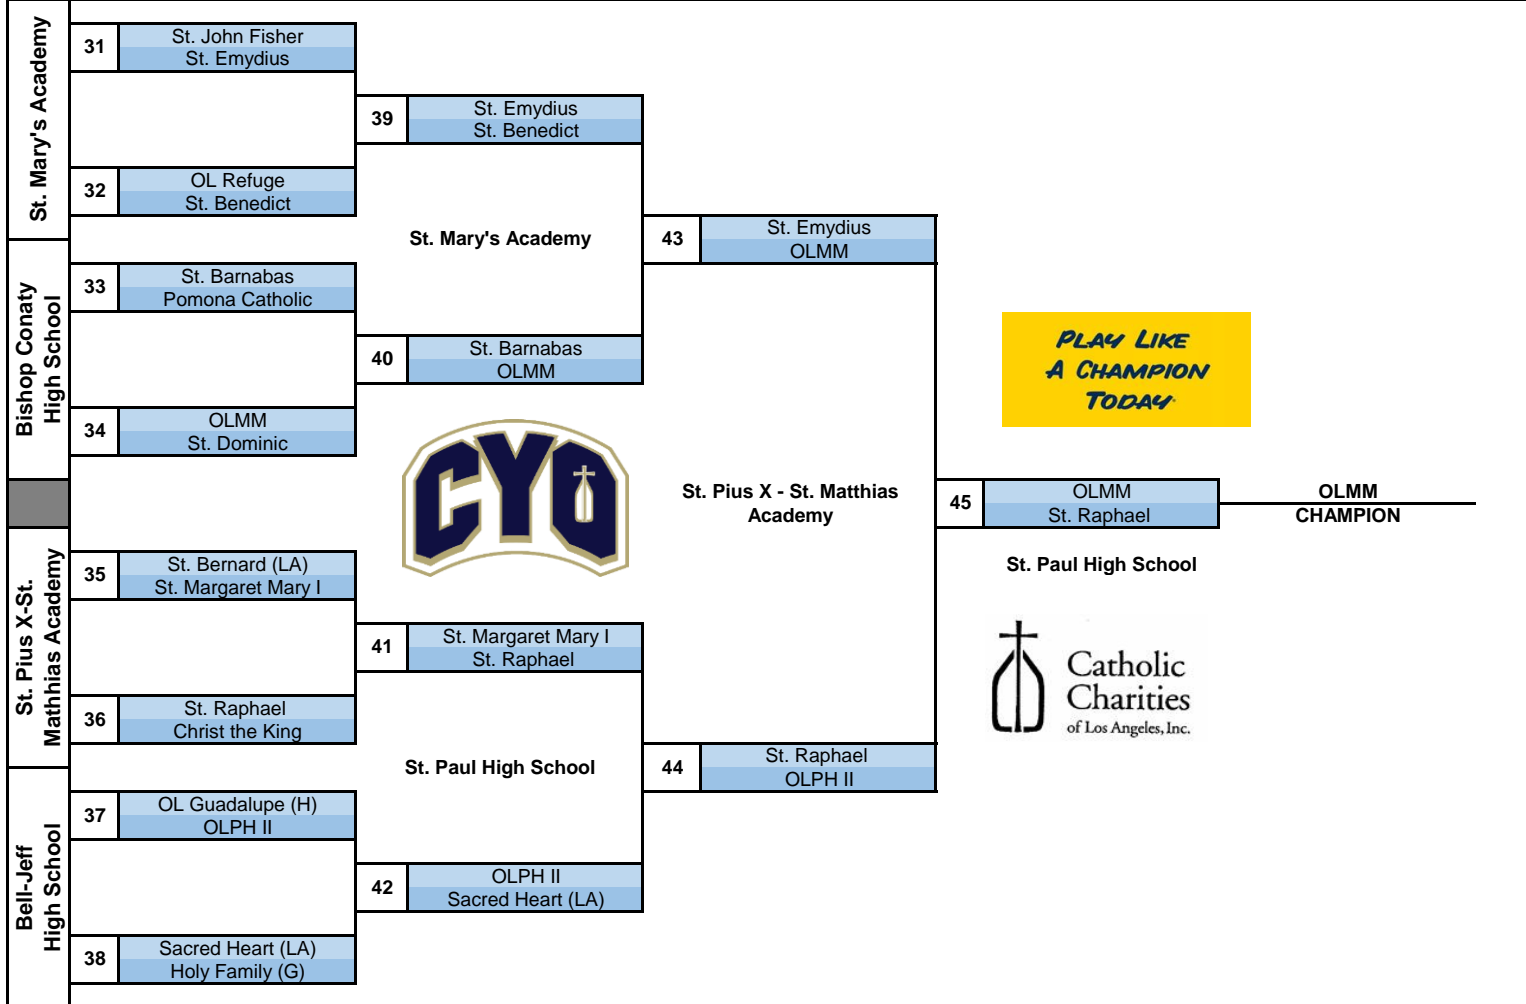 St. Mary's Academy
31
St. John Fisher
St. Emydius
39
St. Emydius
St. Benedict
32
OL Refuge
St. Benedict
St. Mary's Academy
43
St. Emydius
OLMM
Bishop Conaty
High School
33
St. Barnabas
Pomona Catholic
40
St. Barnabas
OLMM
34
OLMM
St. Dominic
PLAY LIKE
A CHAMPION
TODAY
CYO
St. Pius X - St. Matthias
Academy
45
OLMM
St. Raphael
OLMM
CHAMPION
St. Paul High School
St. Pius X-St.
Mathhias Academy
35
St. Bernard (LA)
St. Margaret Mary I
41
St. Margaret Mary I
St. Raphael
36
St. Raphael
Christ the King
Catholic
Charities
of Los Angeles, Inc.
St. Paul High School
44
St. Raphael
OLPH II
Bell-Jeff
High School
37
OL Guadalupe (H)
OLPH II
42
OLPH II
Sacred Heart (LA)
38
Sacred Heart (LA)
Holy Family (G)